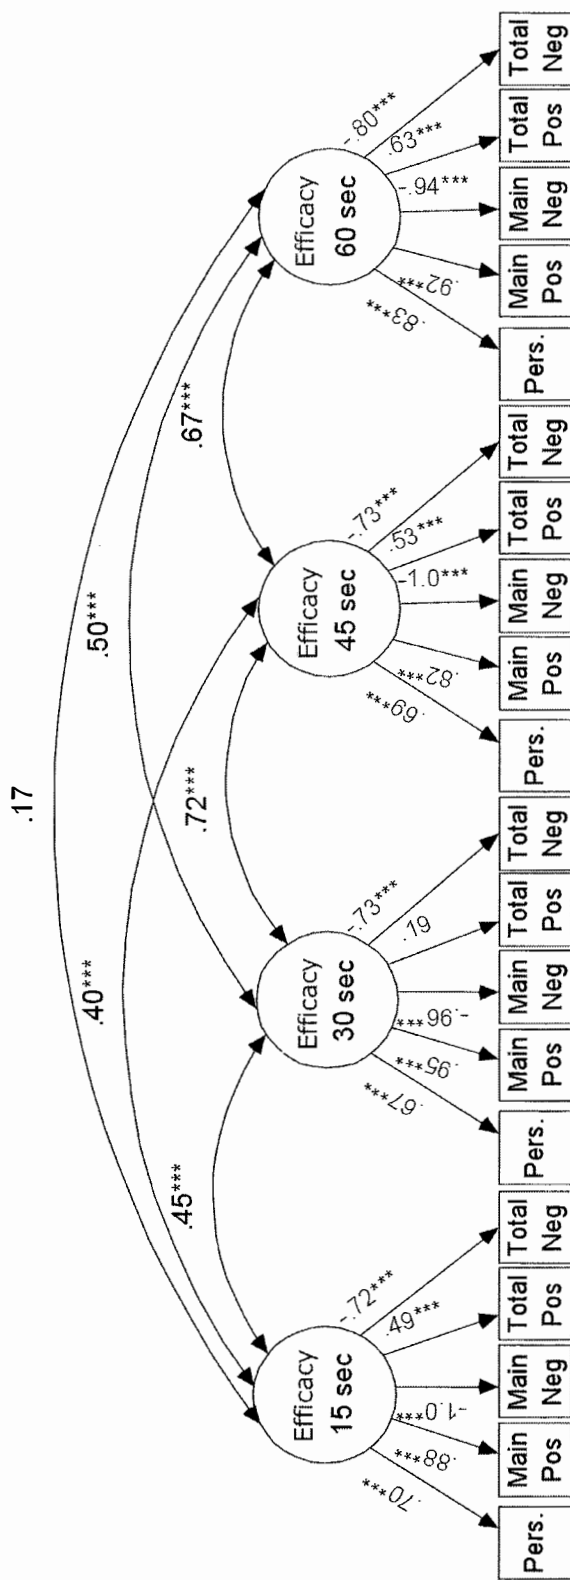 .17
.50***
.40***
.45***
.72***
.67***
Efficacy
15 sec
Efficacy
30 sec
Efficacy
45 sec
Efficacy
60 sec
.70***
.88***
-1.0***
.49***
-.72***
.67***
.95***
-.96***
.19
-.73***
.69***
.82***
-1.0***
.53***
-.73***
.83***
.92***
-.94***
.63***
-.80***
Pers.
Main
Pos
Main
Neg
Total
Pos
Total
Neg
Pers.
Main
Pos
Main
Neg
Total
Pos
Total
Neg
Pers.
Main
Pos
Main
Neg
Total
Pos
Total
Neg
Pers.
Main
Pos
Main
Neg
Total
Pos
Total
Neg